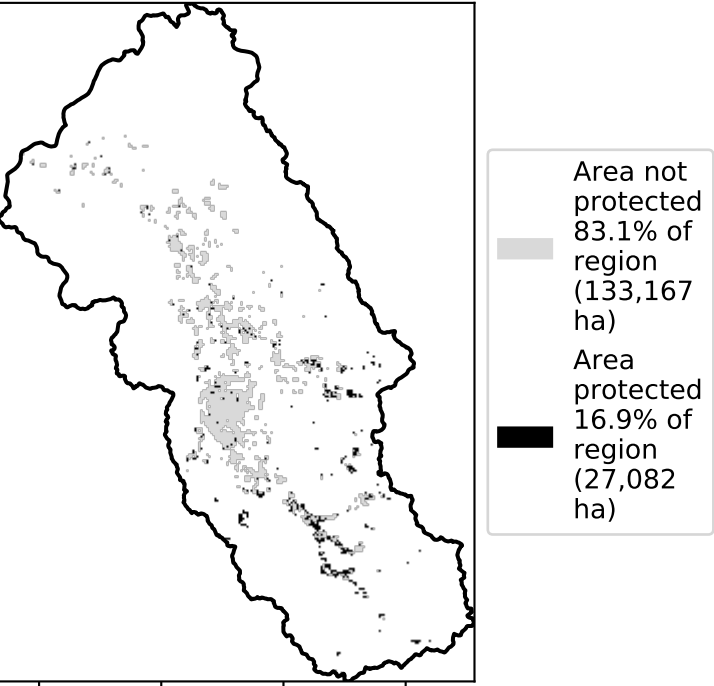 Area not
protected
83.1% of
region
(133,167
ha)
Area
protected
16.9% of
region
(27,082
ha)